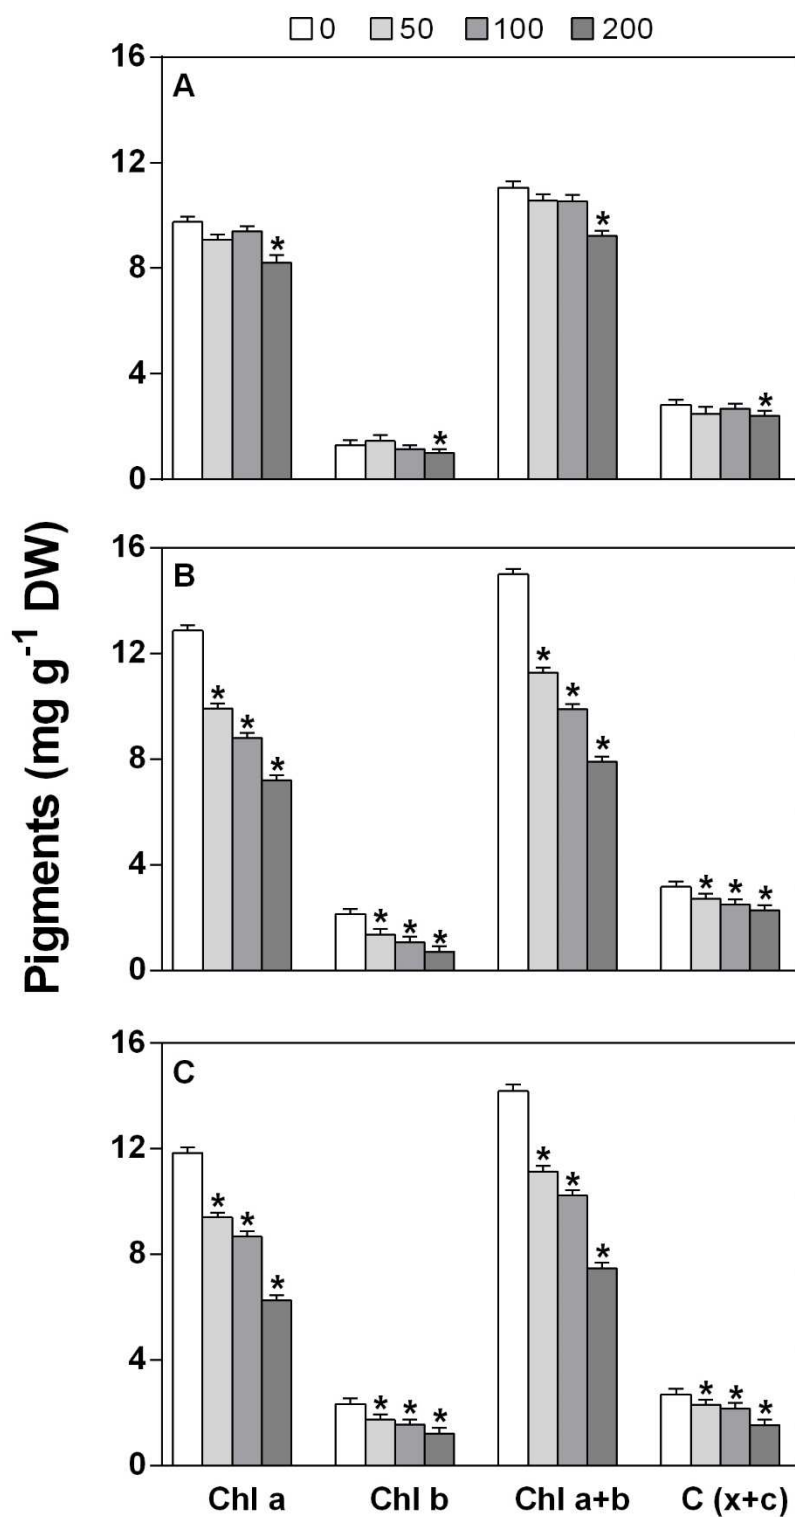 0 50 100 200
Pigments (mg g⁻¹ DW)
A
16
12
8
4
0
* * * *
B
16
12
8
4
0
* * * * * * * * * * * *
C
16
12
8
4
0
* * * * * * * * * * * *
Chl a Chl b Chl a+b C (x+c)